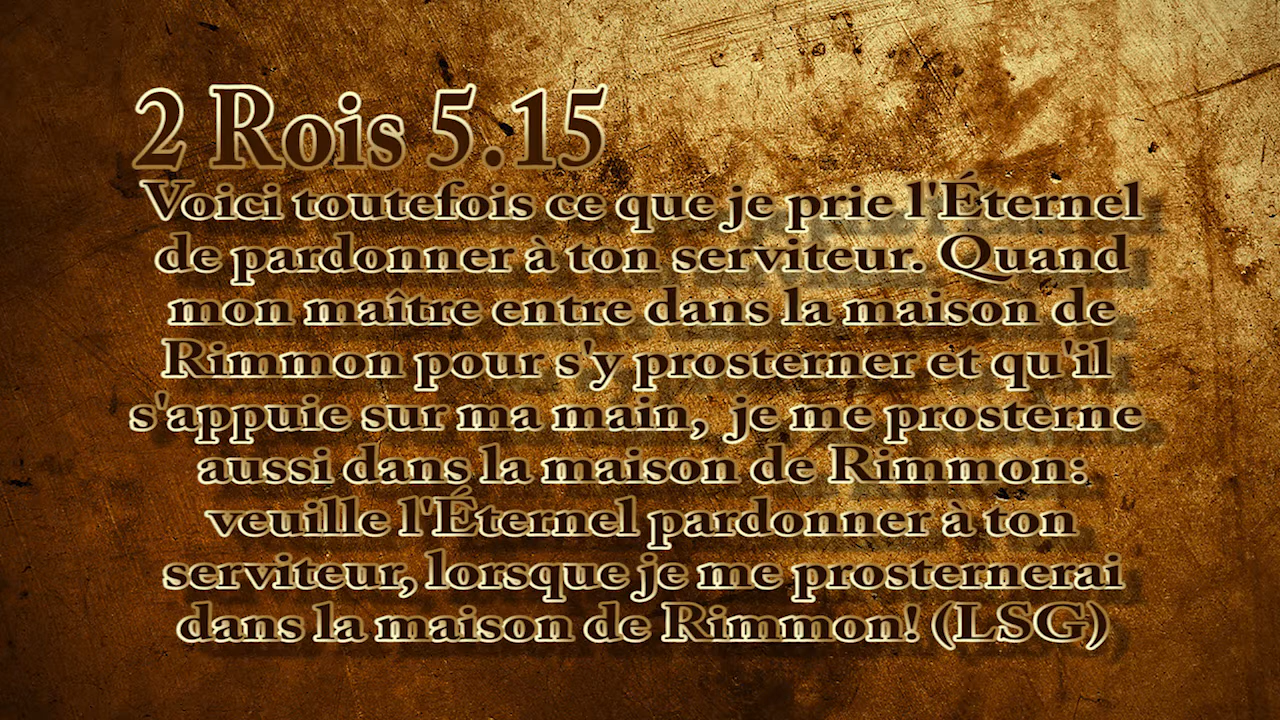 2 Rois 5.15
Voici toutefois ce que je prie l'Éternel
de pardonner à ton serviteur. Quand
mon maître entre dans la maison de
Rimmon pour s'y prosterner et qu'il
s'appuie sur ma main,  je me prosterne
aussi dans la maison de Rimmon:
veuille l'Éternel pardonner à ton
serviteur, lorsque je me prosternerai
dans la maison de Rimmon! (LSG)